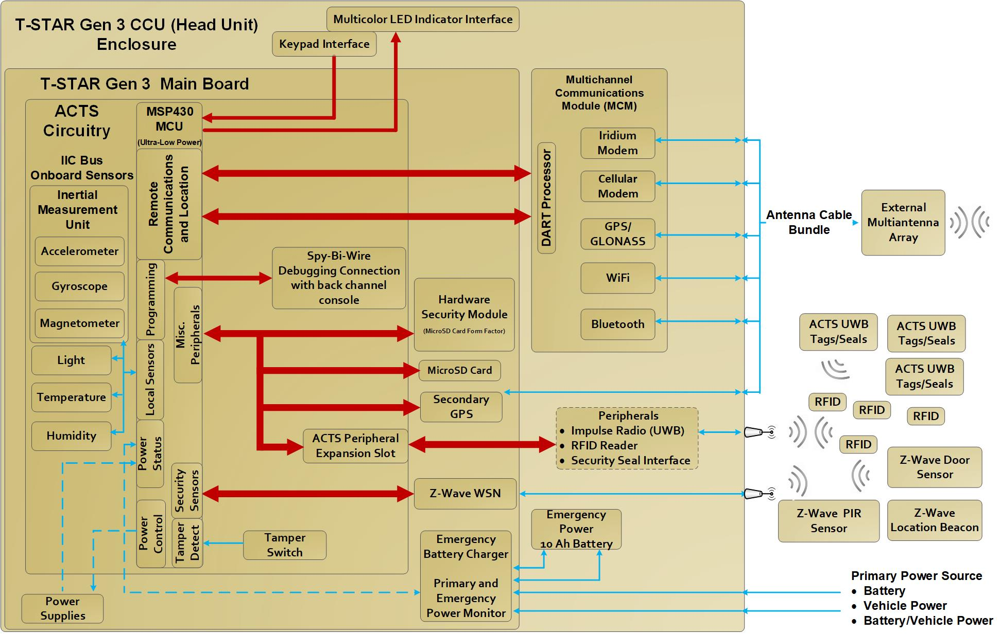 T-STAR Gen 3 CCU (Head Unit)
Enclosure
Multicolor LED Indicator Interface
Keypad Interface
T-STAR Gen 3 Main Board
ACTS
Circuitry
MSP430
MCU
(Ultra-Low Power)
IIC Bus
Onboard Sensors
Inertial
Measurement
Unit
Accelerometer
Gyroscope
Magnetometer
Light
Temperature
Humidity
Remote
Communications
and Location
Programming
Misc.
Peripherals
Local Sensors
Power
Status
Security
Sensors
Power
Control
Tamper
Detect
Spy-Bi-Wire
Debugging Connection
with back channel
console
Hardware
Security Module
(MicroSD Card Form Factor)
MicroSD Card
Secondary
GPS
ACTS Peripheral
Expansion Slot
Z-Wave WSN
Tamper
Switch
Power
Supplies
Emergency
Battery Charger
Primary and
Emergency
Power Monitor
Emergency
Power
10 Ah Battery
Multichannel
Communications
Module (MCM)
DART Processor
Iridium
Modem
Cellular
Modem
GPS/
GLONASS
WiFi
Bluetooth
Peripherals
• Impulse Radio (UWB)
• RFID Reader
• Security Seal Interface
Antenna Cable
Bundle
External
Multiantenna
Array
ACTS UWB
Tags/Seals
ACTS UWB
Tags/Seals
ACTS UWB
Tags/Seals
RFID
RFID
RFID
RFID
Z-Wave Door
Sensor
Z-Wave PIR
Sensor
Z-Wave
Location Beacon
Primary Power Source
• Battery
• Vehicle Power
• Battery/Vehicle Power